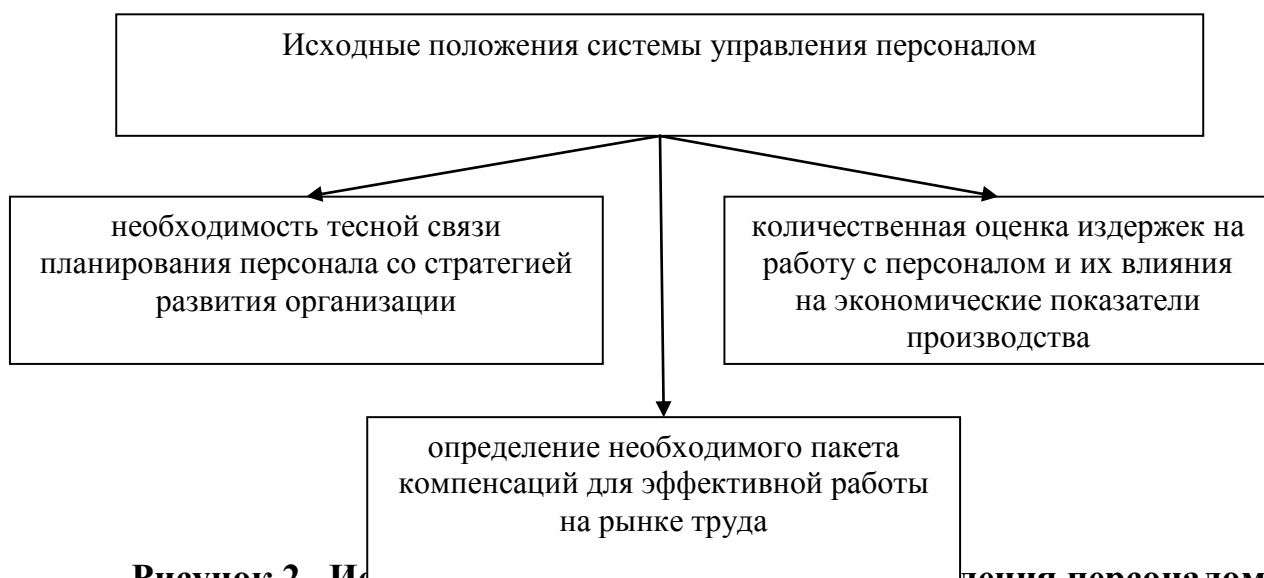 Исходные положения системы управления персоналом
необходимость тесной связи
планирования персонала со стратегией
развития организации
количественная оценка издержек на
работу с персоналом и их влияния
на экономические показатели
производства
определение необходимого пакета
компенсаций для эффективной работы
на рынке труда
Рисунок 2 персоналом